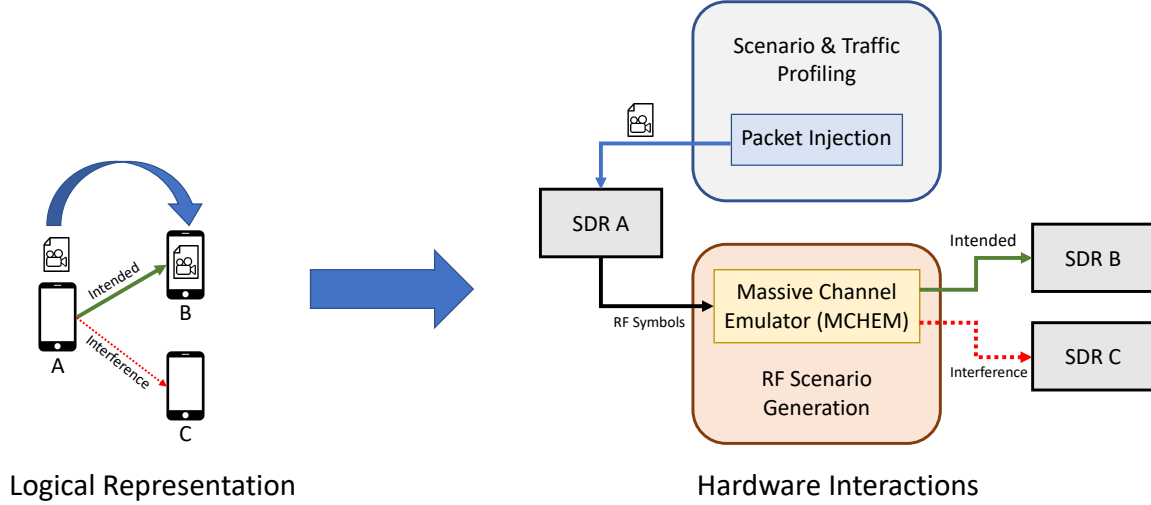 Scenario & Traffic
Profiling
Packet Injection
SDR A
Intended
SDR B
Massive Channel
Emulator (MCHEM)
RF Symbols
Interference
SDR C
RF Scenario
Generation
Intended
B
A
Interference
C
Logical Representation
Hardware Interactions